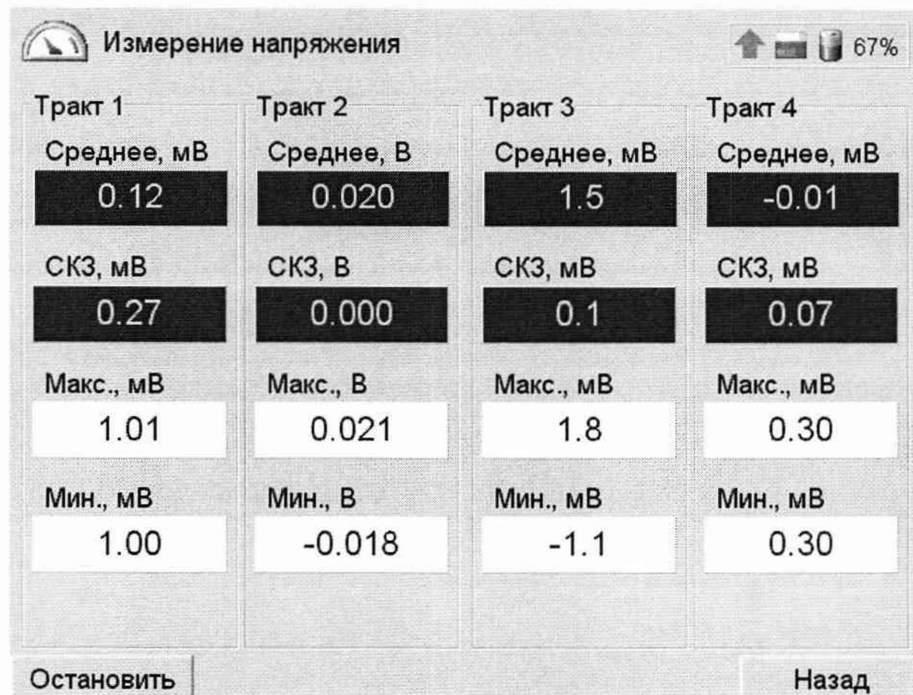 Измерение напряжения 67%
Тракт 1 Тракт 2 Тракт 3 Тракт 4
Среднее, мВ Среднее, В Среднее, мВ Среднее, мВ
0.12 0.020 1.5 -0.01
СКЗ, мВ СКЗ, В СКЗ, мВ СКЗ, мВ
0.27 0.000 0.1 0.07
Макс., мВ Макс., В Макс., мВ Макс., мВ
1.01 0.021 1.8 0.30
Мин., мВ Мин., В Мин., мВ Мин., мВ
1.00 -0.018 -1.1 0.30
Остановить Назад